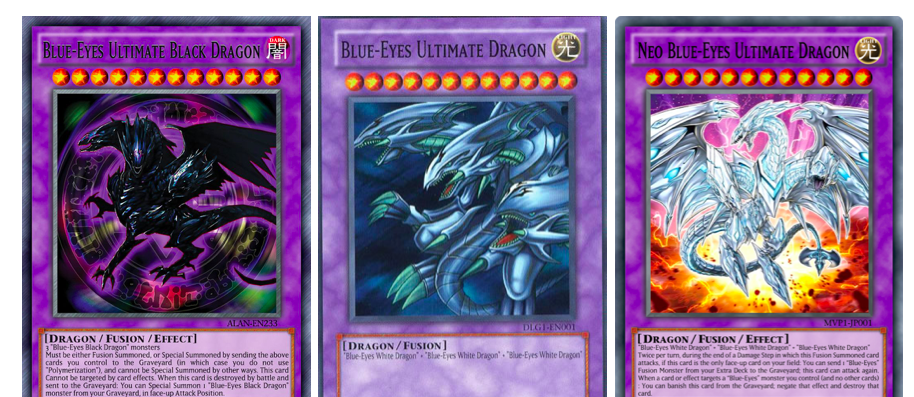 BLUE-EYES ULTIMATE BLACK DRAGON
DARK
闇
ALAN-EN233
[DRAGON / FUSION / EFFECT]
3 "Blue-Eyes Black Dragon" monsters
Must be either Fusion Summoned, or Special Summoned by sending the above
cards you control to the Graveyard (in which case you do not use
"Polymerization"), and cannot be Special Summoned by other ways. This card
Cannot be targeted by card effects. When this card is destroyed by battle and
sent to the Graveyard: You can Special Summon 1 "Blue-Eyes Black Dragon"
monster from your Graveyard, in face-up Attack Position.
BLUE-EYES ULTIMATE DRAGON
LIGHT
光
DLG1-EN001
[DRAGON / FUSION]
"Blue-Eyes White Dragon" + "Blue-Eyes White Dragon" + "Blue-Eyes White Dragon"
NEO BLUE-EYES ULTIMATE DRAGON
LIGHT
光
MVP1-JP001
[DRAGON / FUSION / EFFECT]
"Blue-Eyes White Dragon" + "Blue-Eyes White Dragon" + "Blue-Eyes White Dragon"
Twice per turn, during the end of a Damage Step in which this Fusion Summoned card
attacks, if this card is the only face-up card on your field: You can send 1 "Blue-Eyes"
Fusion Monster from your Extra Deck to the Graveyard; this card can attack again.
When a card or effect targets a "Blue-Eyes" monster you control (and no other cards)
: You can banish this card from the Graveyard; negate that effect and destroy that
card.